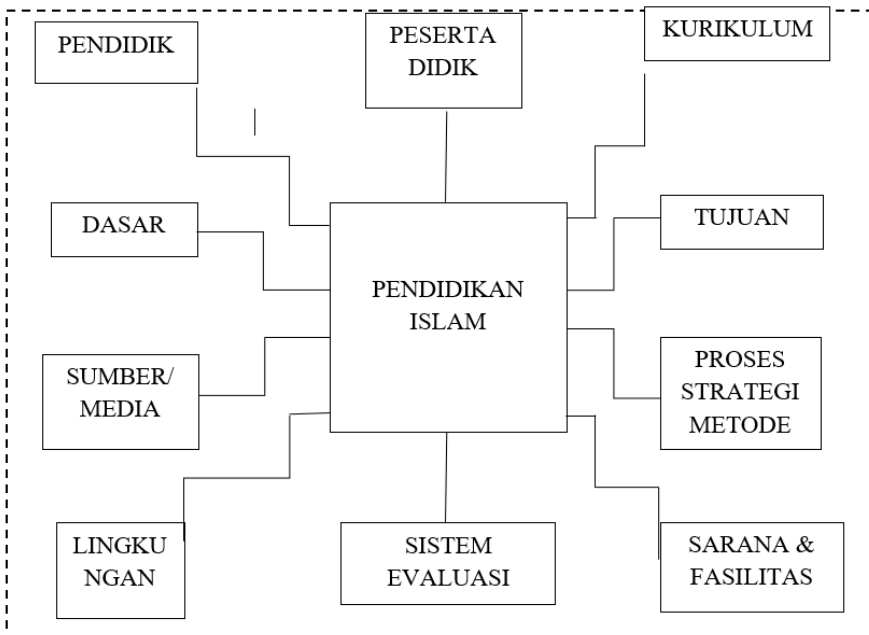 PENDIDIK
PESERTA
DIDIK
KURIKULUM
DASAR
TUJUAN
PENDIDIKAN
ISLAM
SUMBER/
MEDIA
PROSES
STRATEGI
METODE
LINGKU
NGAN
SISTEM
EVALUASI
SARANA &
FASILITAS